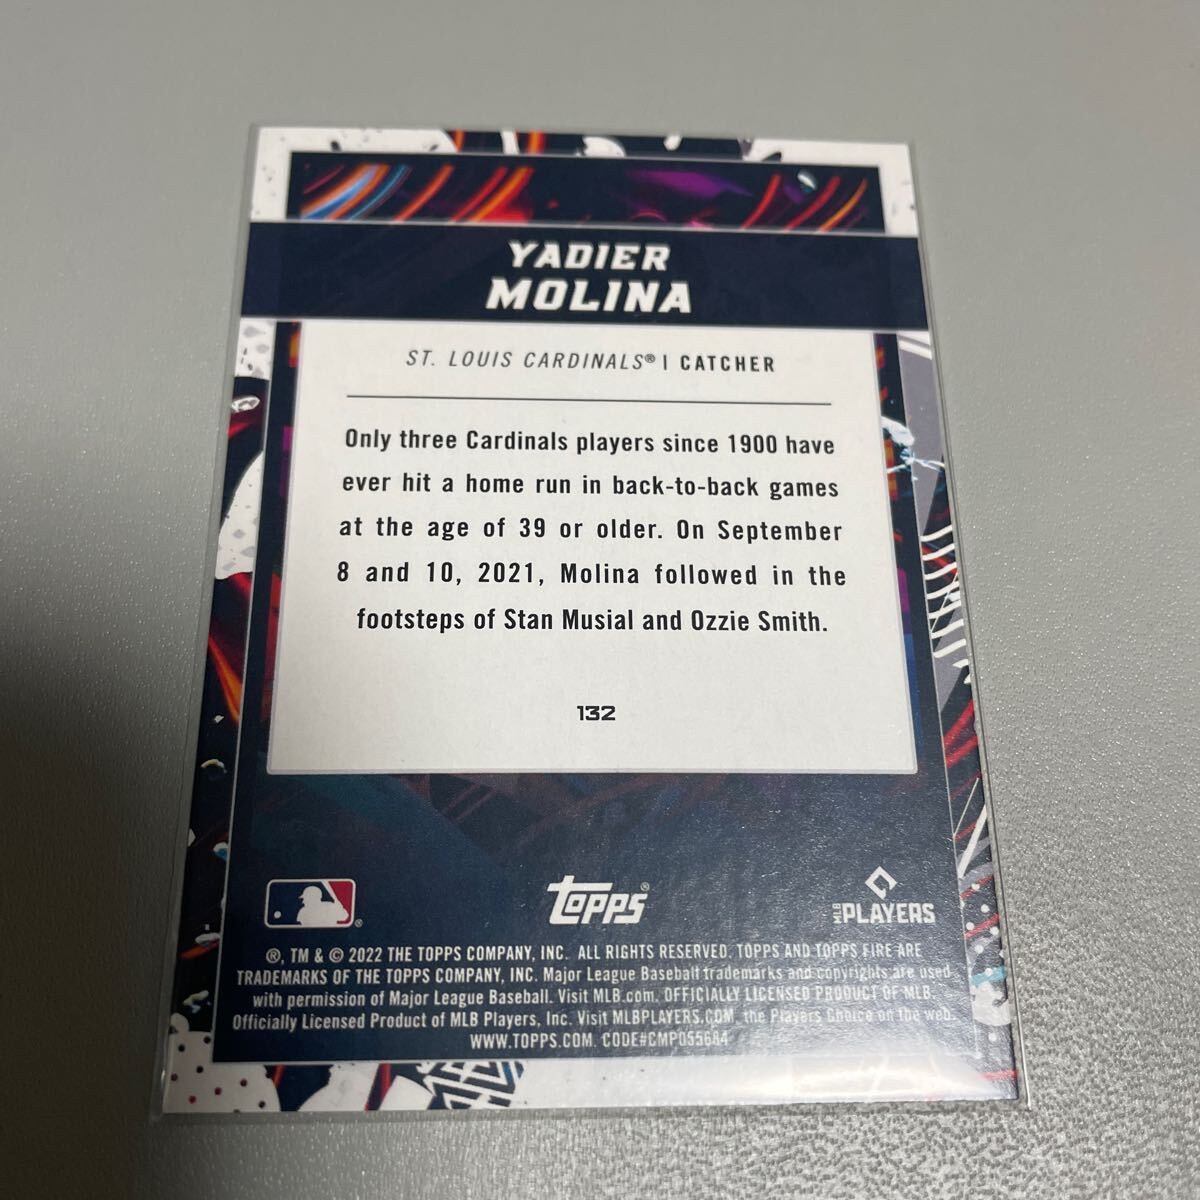 YADIER
MOLINA
ST. LOUIS CARDINALS® | CATCHER
Only three Cardinals players since 1900 have
ever hit a home run in back-to-back games
at the age of 39 or older. On September
8 and 10, 2021, Molina followed in the
footsteps of Stan Musial and Ozzie Smith.
132
®
Topps®
MLB PLAYERS
®, TM & © 2022 THE TOPPS COMPANY, INC. ALL RIGHTS RESERVED. TOPPS AND TOPPS FIRE ARE
TRADEMARKS OF THE TOPPS COMPANY, INC. Major League Baseball trademarks and copyrights are used
with permission of Major League Baseball. Visit MLB.com. OFFICIALLY LICENSED PRODUCT OF MLB.
Officially Licensed Product of MLB Players, Inc. Visit MLBPLAYERS.COM, the Players Choice on the web.
WWW.TOPPS.COM. CODE#CMP055684